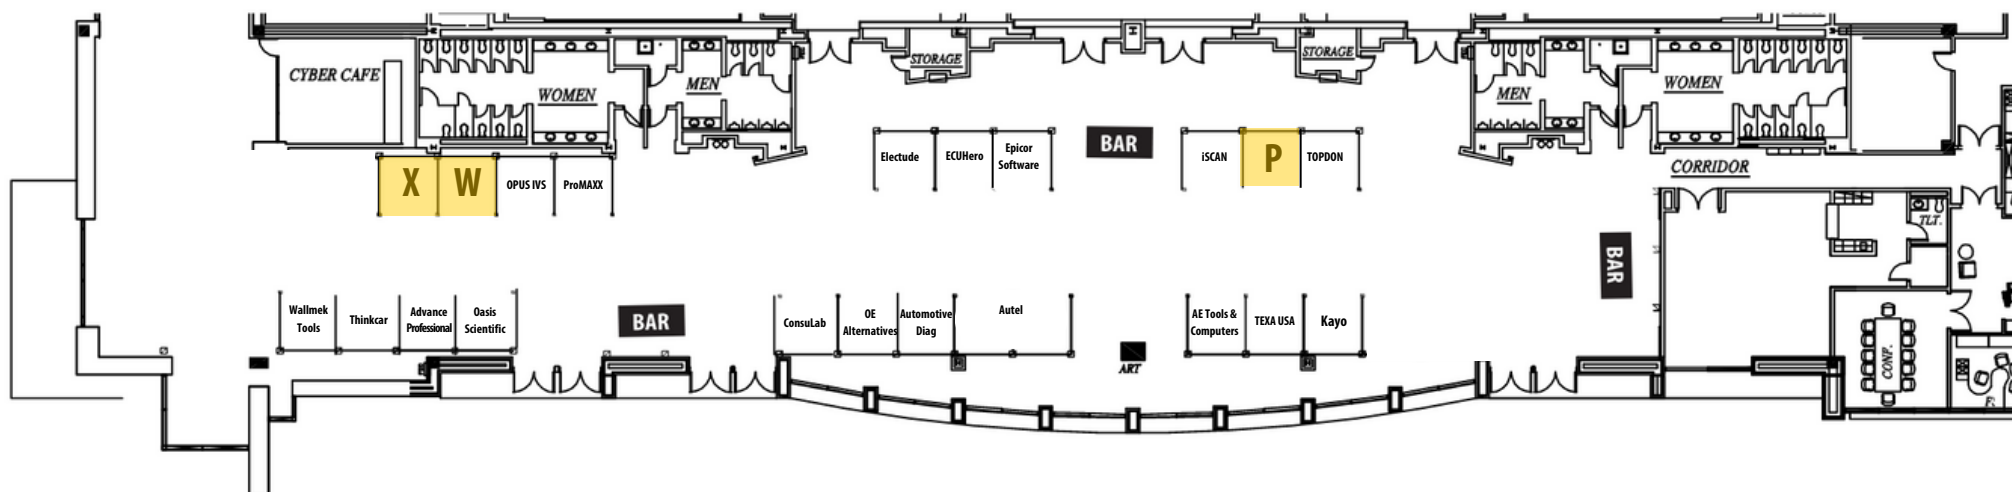 CYBER CAFE
WOMEN
MEN
STORAGE
STORAGE
MEN
WOMEN
CORRIDOR
TLT.
CONF.
X
W
OPUS IVS
ProMAXX
Electude
ECUHero
Epicor
Software
BAR
iSCAN
P
TOPDON
BAR
Wallmek
Tools
Thinkcar
Advance
Professional
Oasis
Scientific
BAR
ConsuLab
OE
Alternatives
Automotive
Diag
Autel
ART
AE Tools &
Computers
TEXA USA
Kayo